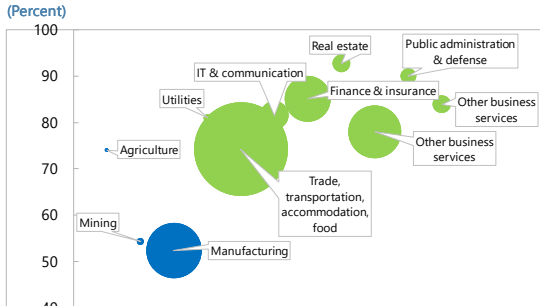 (Percent)
100
90
80
70
60
50
40
Real estate
Public administration
& defense
IT & communication
Finance & insurance
Utilities
Other business
services
Other business
services
Agriculture
Trade,
transportation,
accommodation,
food
Mining
Manufacturing